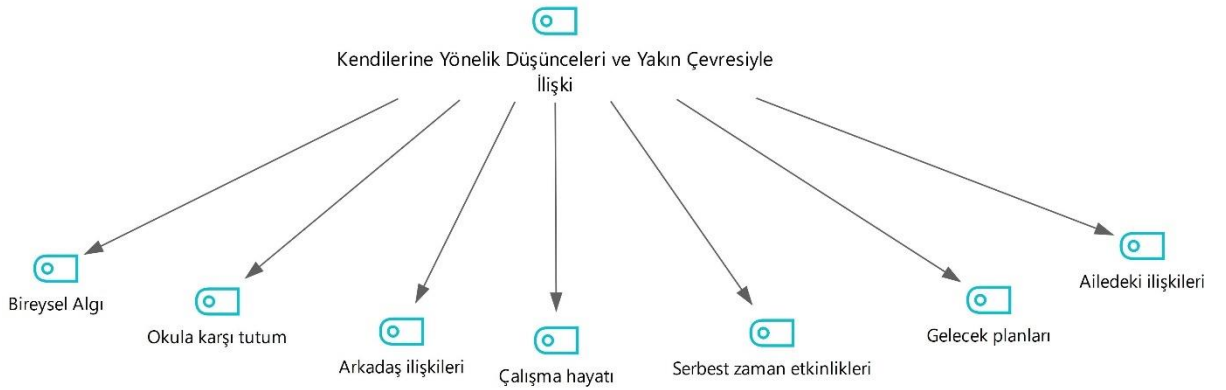 Kendilerine Yönelik Düşünceleri ve Yakın Çevresiyle
İlişki
Bireysel Algı
Okula karşı tutum
Arkadaş ilişkileri
Çalışma hayatı
Serbest zaman etkinlikleri
Gelecek planları
Ailedeki ilişkileri